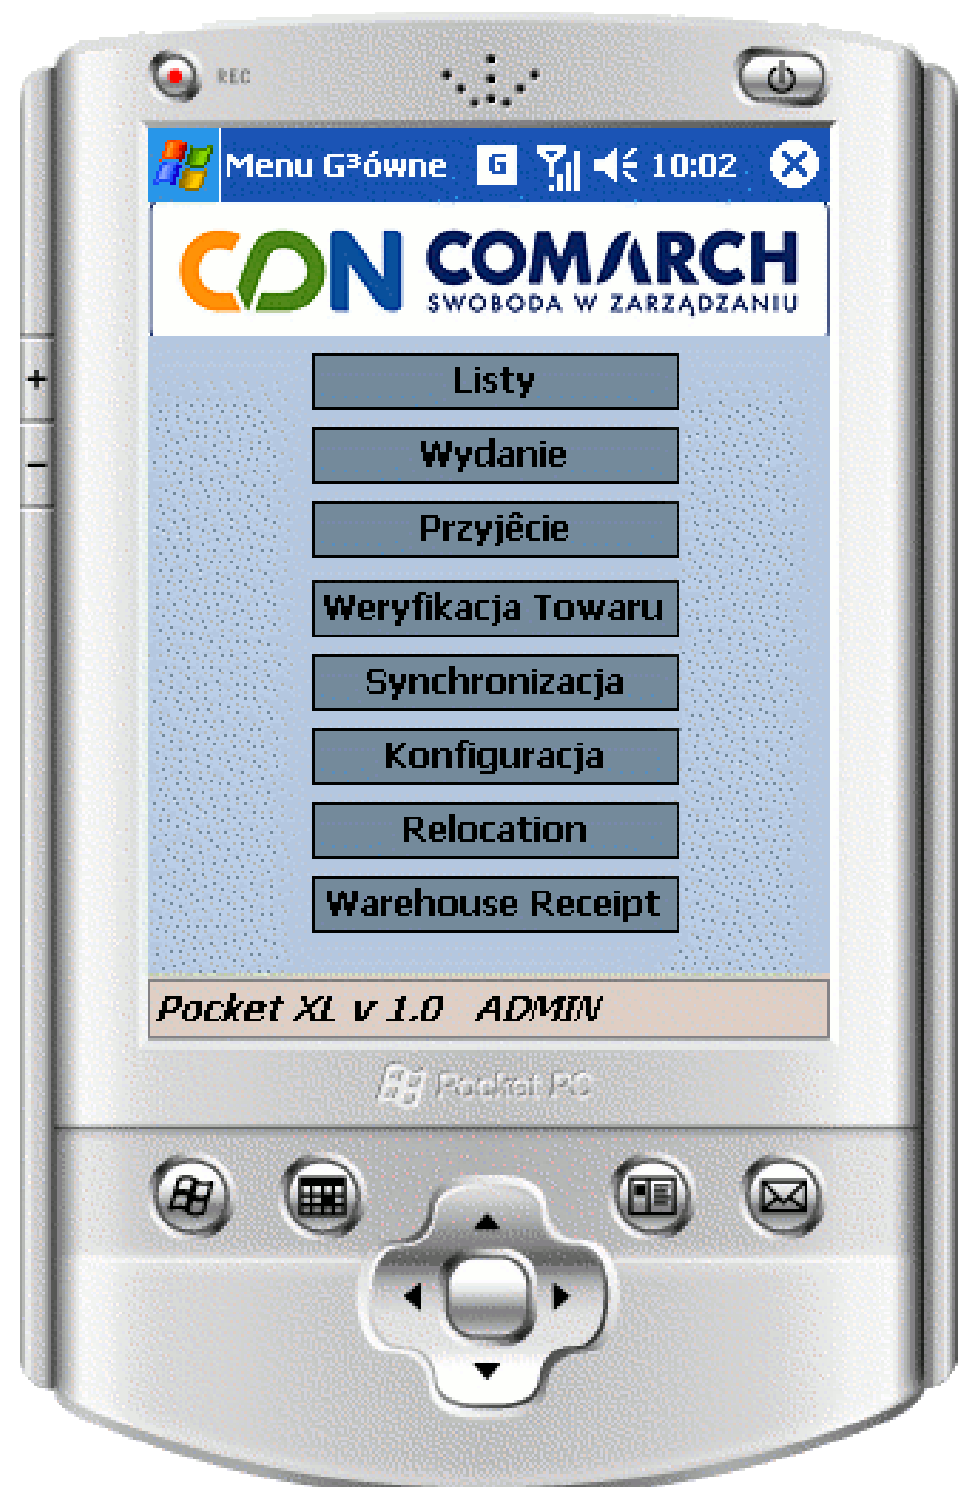 REC
Menu G³ówne G 10:02
CDN COMARCH
SWOBODA W ZARZĄDZANIU
Listy
Wydanie
Przyjêcie
Weryfikacja Towaru
Synchronizacja
Konfiguracja
Relocation
Warehouse Receipt
Pocket XL v 1.0 ADMIN
Pocket PC